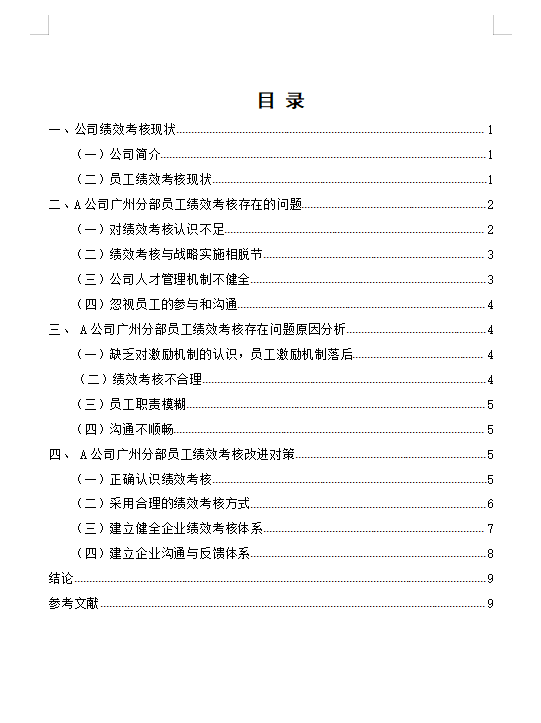 目 录
一、公司绩效考核现状 1
（一）公司简介 1
（二）员工绩效考核现状 1
二、A 公司广州分部员工绩效考核存在的问题 2
（一）对绩效考核认识不足 2
（二）绩效考核与战略实施相脱节 3
（三）公司人才管理机制不健全 3
（四）忽视员工的参与和沟通 4
三、 A 公司广州分部员工绩效考核存在问题原因分析 4
（一）缺乏对激励机制的认识，员工激励机制落后 4
（二）绩效考核不合理 4
（三）员工职责模糊 5
（四）沟通不顺畅 5
四、 A 公司广州分部员工绩效考核改进对策 5
（一）正确认识绩效考核 5
（二）采用合理的绩效考核方式 6
（三）建立健全企业绩效考核体系 7
（四）建立企业沟通与反馈体系 8
结论 9
参考文献 9